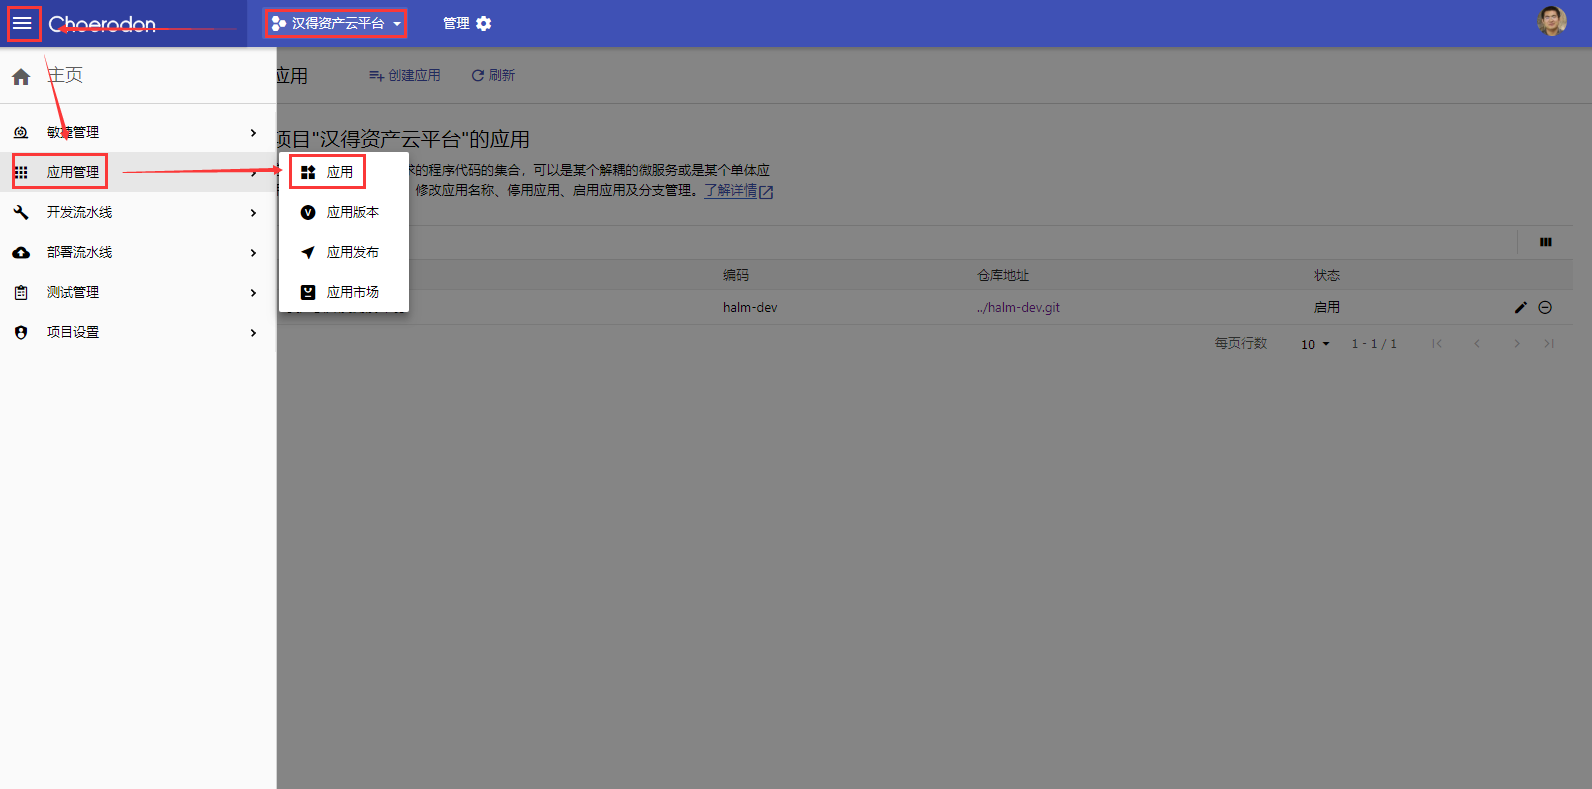 Choerodon
汉得资产云平台
管理
主页
应用
创建应用
刷新
敏捷管理
应用管理
开发流水线
部署流水线
测试管理
项目设置
应用
应用版本
应用发布
应用市场
项目"汉得资产云平台"的应用
的程序代码的集合，可以是某个解耦的微服务或是某个单体应
修改应用名称、停用应用、启用应用及分支管理。 了解详情
编码
仓库地址
状态
halm-dev
../halm-dev.git
启用
每页行数
10
1 - 1 / 1